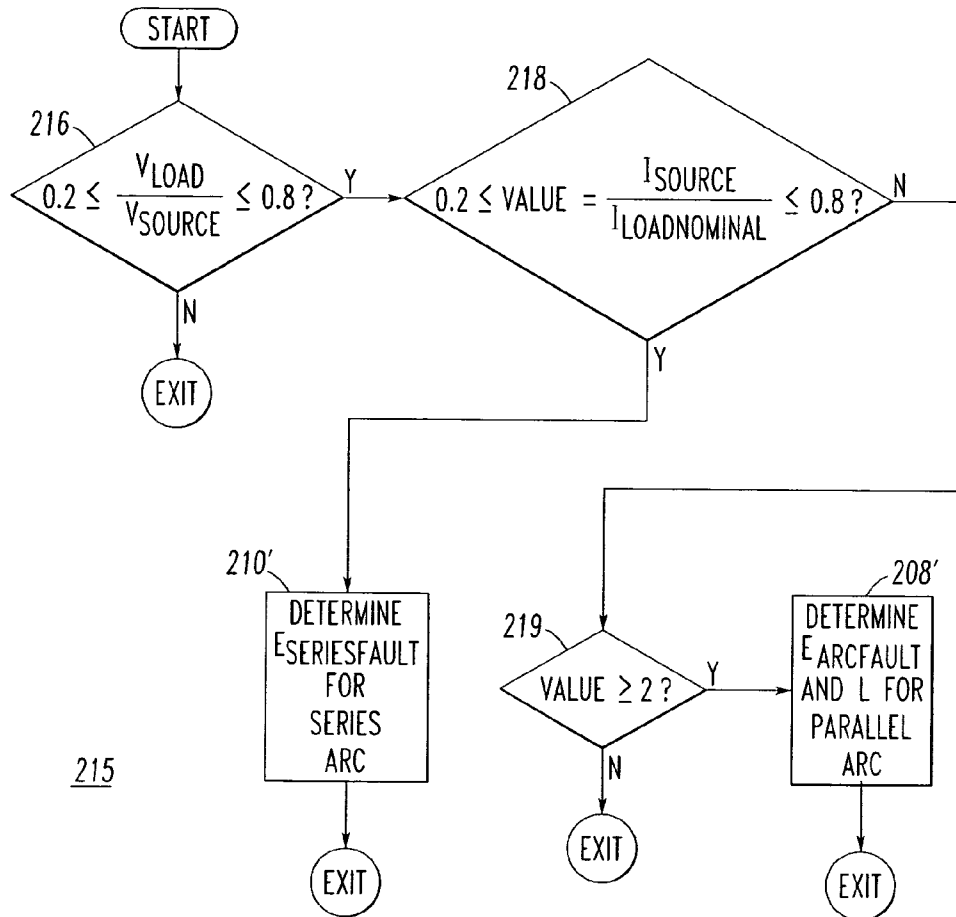 START
216
0.2 ≤ V_LOAD / V_SOURCE ≤ 0.8 ?
Y
N
EXIT
218
0.2 ≤ VALUE = I_SOURCE / I_LOADNOMINAL ≤ 0.8 ?
N
Y
210'
DETERMINE
E_SERIESFAULT
FOR
SERIES
ARC
EXIT
219
VALUE ≥ 2 ?
Y
N
EXIT
208'
DETERMINE
E_ARCFAULT
AND L FOR
PARALLEL
ARC
EXIT
215